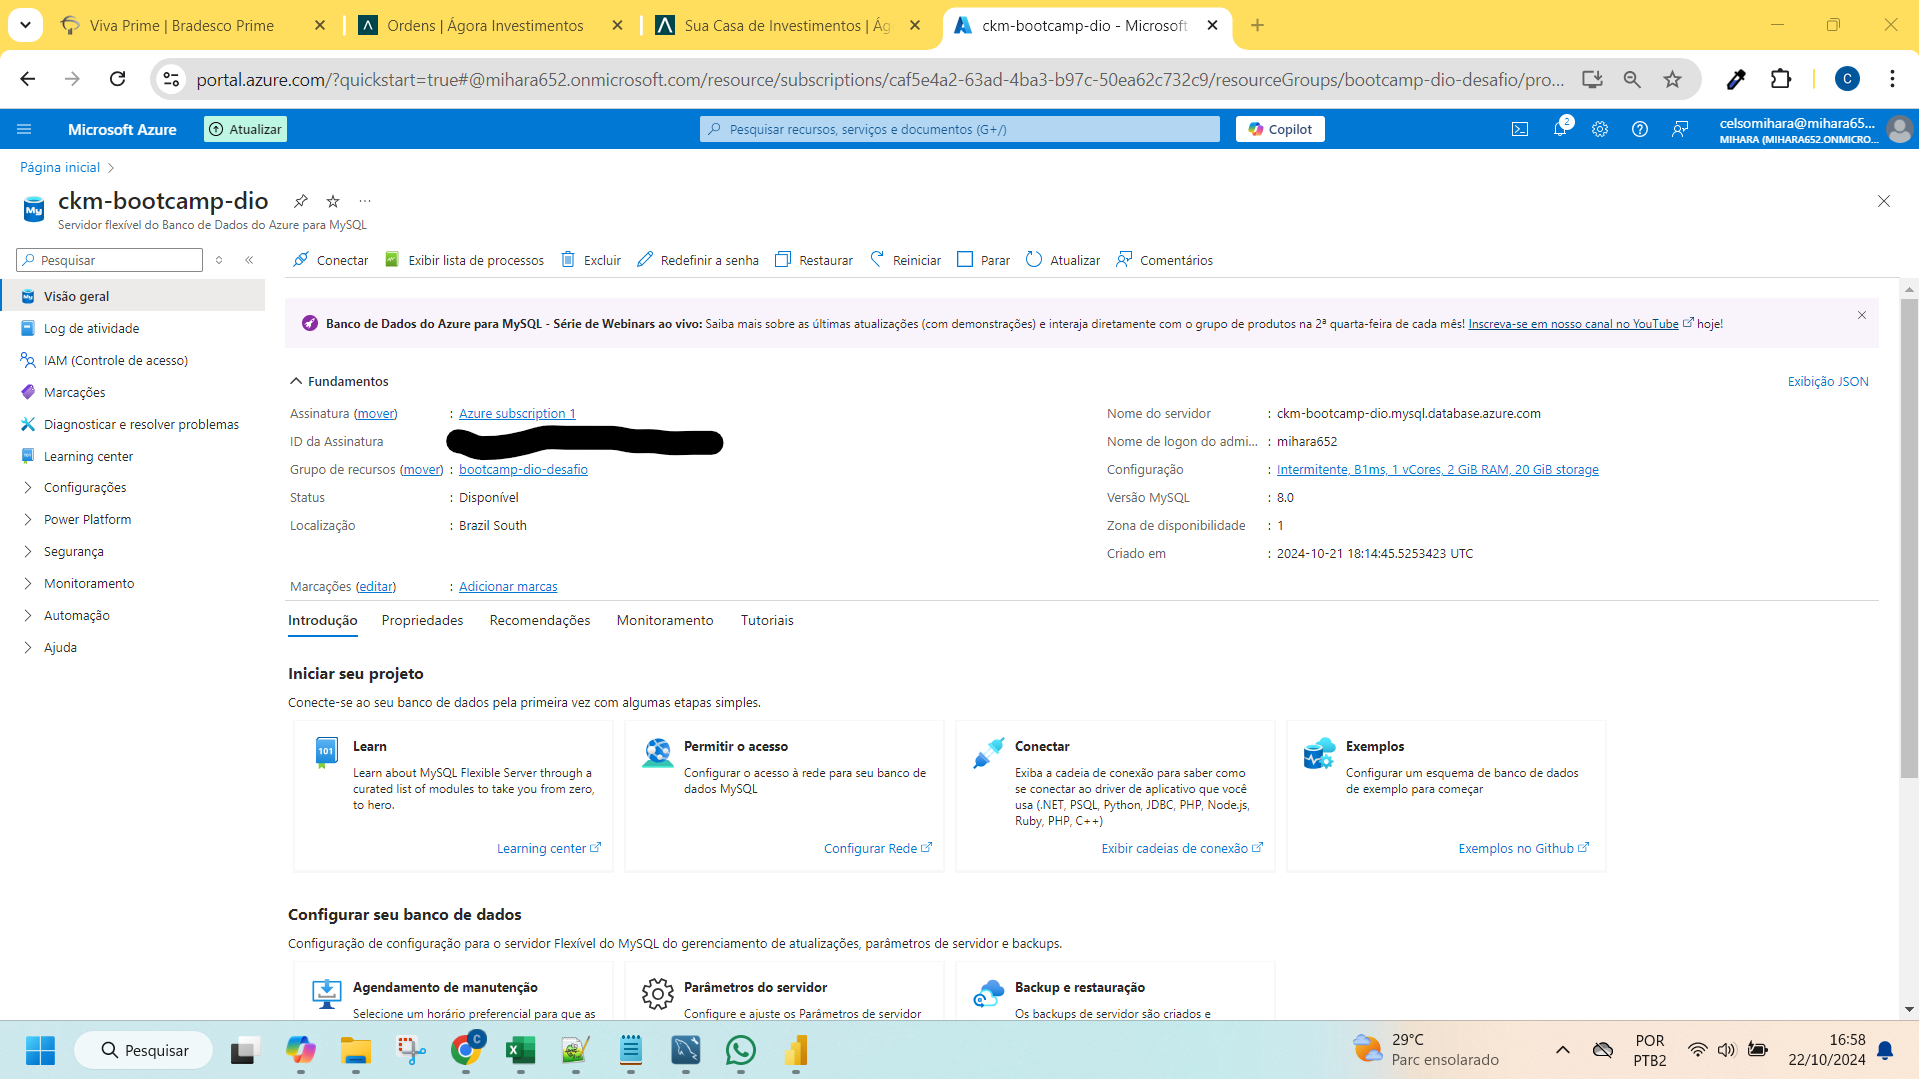 Viva Prime | Bradesco Prime
Ordens | Ágora Investimentos
Sua Casa de Investimentos | Ág
ckm-bootcamp-dio - Microsoft
portal.azure.com/?quickstart=true#@mihara652.onmicrosoft.com/resource/subscriptions/caf5e4a2-63ad-4ba3-b97c-50ea62c732c9/resourceGroups/bootcamp-dio-desafio/pro...
C
Microsoft Azure
Atualizar
Pesquisar recursos, serviços e documentos (G+/)
Copilot
2
celsomihara@mihara65...
MIHARA (MIHARA652.ONMICRO...
Página inicial
My
ckm-bootcamp-dio
Servidor flexível do Banco de Dados do Azure para MySQL
Pesquisar
Conectar
Exibir lista de processos
Excluir
Redefinir a senha
Restaurar
Reiniciar
Parar
Atualizar
Comentários
Visão geral
Log de atividade
IAM (Controle de acesso)
Marcações
Diagnosticar e resolver problemas
Learning center
Configurações
Power Platform
Segurança
Monitoramento
Automação
Ajuda
Banco de Dados do Azure para MySQL - Série de Webinars ao vivo: Saiba mais sobre as últimas atualizações (com demonstrações) e interaja diretamente com o grupo de produtos na 2ª quarta-feira de cada mês! Inscreva-se em nosso canal no YouTube hoje!
Fundamentos
Exibição JSON
Assinatura (mover) : Azure subscription 1
ID da Assinatura
Grupo de recursos (mover) : bootcamp-dio-desafio
Status : Disponível
Localização : Brazil South
Nome do servidor : ckm-bootcamp-dio.mysql.database.azure.com
Nome de logon do admi... : mihara652
Configuração : Intermitente, B1ms, 1 vCores, 2 GiB RAM, 20 GiB storage
Versão MySQL : 8.0
Zona de disponibilidade : 1
Criado em : 2024-10-21 18:14:45.5253423 UTC
Marcações (editar) : Adicionar marcas
Introdução
Propriedades
Recomendações
Monitoramento
Tutoriais
Iniciar seu projeto
Conecte-se ao seu banco de dados pela primeira vez com algumas etapas simples.
101
Learn
Learn about MySQL Flexible Server through a
curated list of modules to take you from zero,
to hero.
Learning center
Permitir o acesso
Configurar o acesso à rede para seu banco de
dados MySQL
Configurar Rede
Conectar
Exiba a cadeia de conexão para saber como
se conectar ao driver de aplicativo que você
usa (.NET, PSQL, Python, JDBC, PHP, Node.js,
Ruby, PHP, C++)
Exibir cadeias de conexão
Exemplos
Configurar um esquema de banco de dados
de exemplo para começar
Exemplos no Github
Configurar seu banco de dados
Configuração de configuração para o servidor Flexível do MySQL do gerenciamento de atualizações, parâmetros de servidor e backups.
Agendamento de manutenção
Selecione um horário preferencial para que as
Parâmetros do servidor
Configure e ajuste os Parâmetros de servidor
Backup e restauração
Os backups de servidor são criados e
Pesquisar
C
29°C
Parc ensolarado
POR
PTB2
16:58
22/10/2024